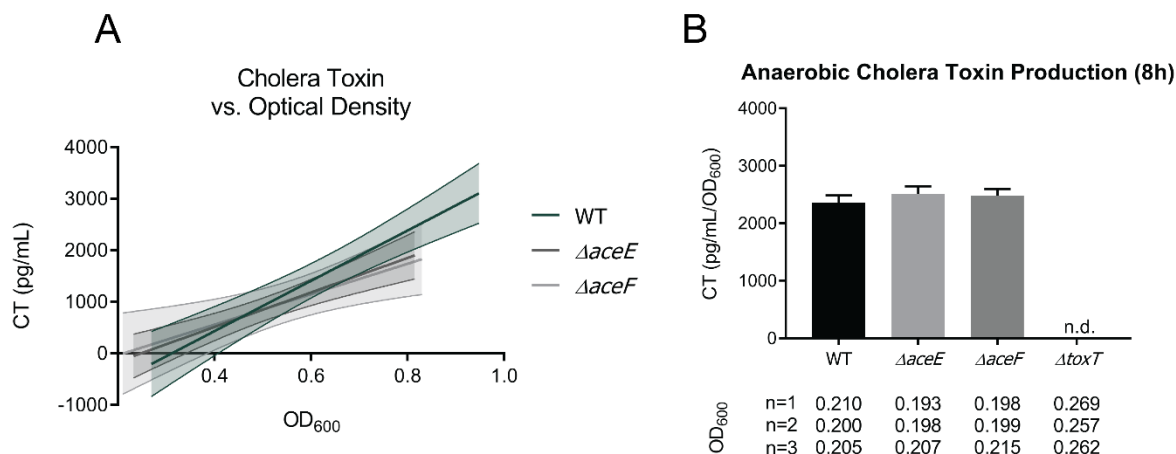 A
Cholera Toxin
vs. Optical Density
CT (pg/mL)
4000
3000
2000
1000
0
-1000
0.4
0.6
0.8
1.0
OD600
WT
ΔaceE
ΔaceF
B
Anaerobic Cholera Toxin Production (8h)
CT (pg/mL/OD600)
4000
3000
2000
1000
0
n.d.
WT ΔaceE ΔaceF ΔtoxT
OD600
n=1 0.210 0.193 0.198 0.269
n=2 0.200 0.198 0.199 0.257
n=3 0.205 0.207 0.215 0.262